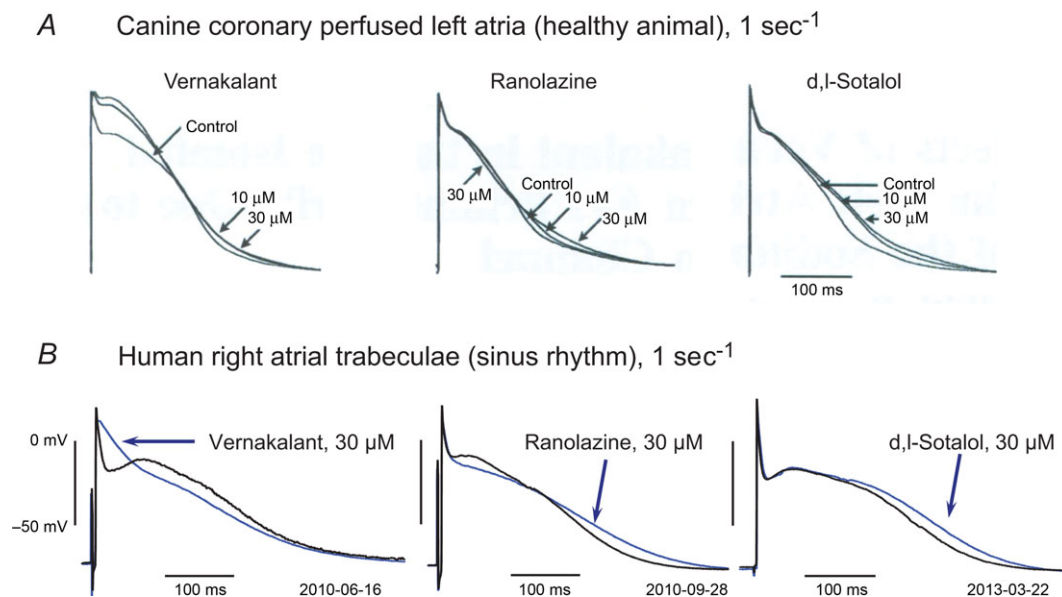 A Canine coronary perfused left atria (healthy animal), 1 sec-1
Vernakalant
Ranolazine
d,l-Sotalol
Control
10 µM
30 µM
30 µM
Control
10 µM
30 µM
Control
10 µM
30 µM
100 ms
B Human right atrial trabeculae (sinus rhythm), 1 sec-1
0 mV
–50 mV
Vernakalant, 30 µM
Ranolazine, 30 µM
d,l-Sotalol, 30 µM
100 ms
2010-06-16
100 ms
2010-09-28
100 ms
2013-03-22